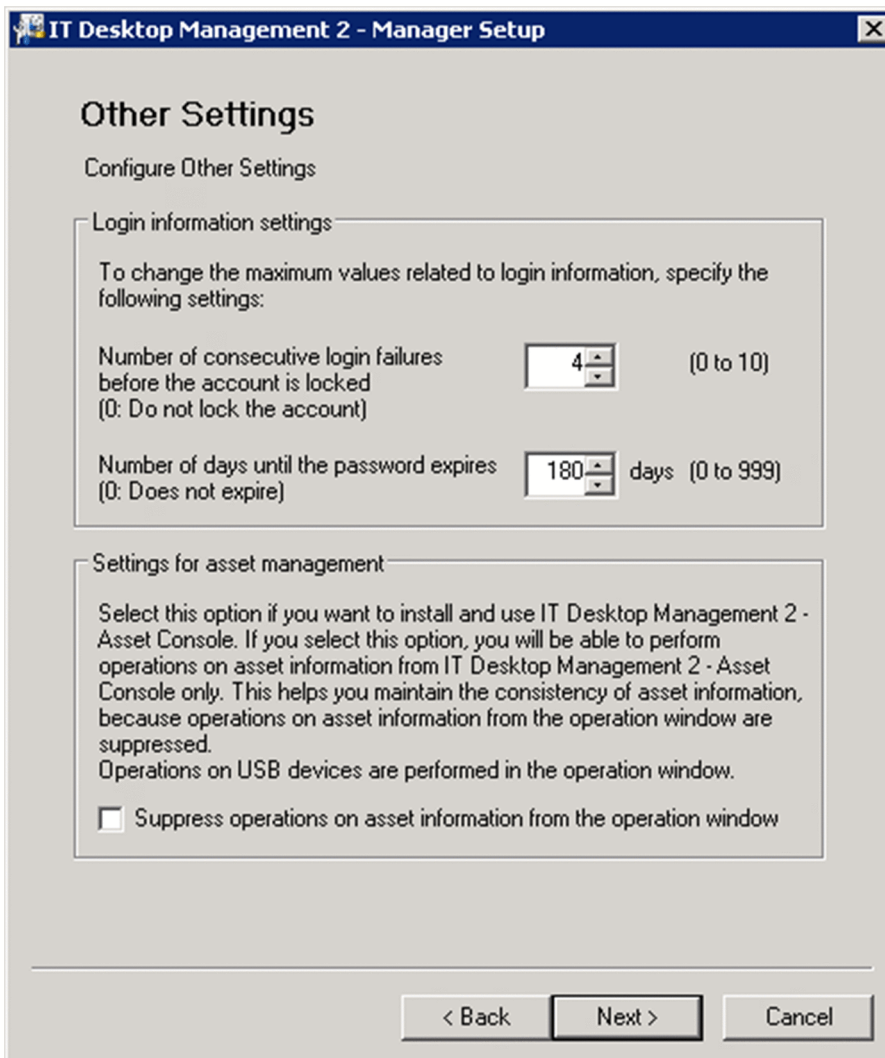 IT Desktop Management 2 - Manager Setup
Other Settings
Configure Other Settings
Login information settings
To change the maximum values related to login information, specify the
following settings:
Number of consecutive login failures
before the account is locked
(0: Do not lock the account)
4
(0 to 10)
Number of days until the password expires
(0: Does not expire)
180
days (0 to 999)
Settings for asset management
Select this option if you want to install and use IT Desktop Management 2 -
Asset Console. If you select this option, you will be able to perform
operations on asset information from IT Desktop Management 2 - Asset
Console only. This helps you maintain the consistency of asset information,
because operations on asset information from the operation window are
suppressed.
Operations on USB devices are performed in the operation window.
Suppress operations on asset information from the operation window
< Back
Next >
Cancel